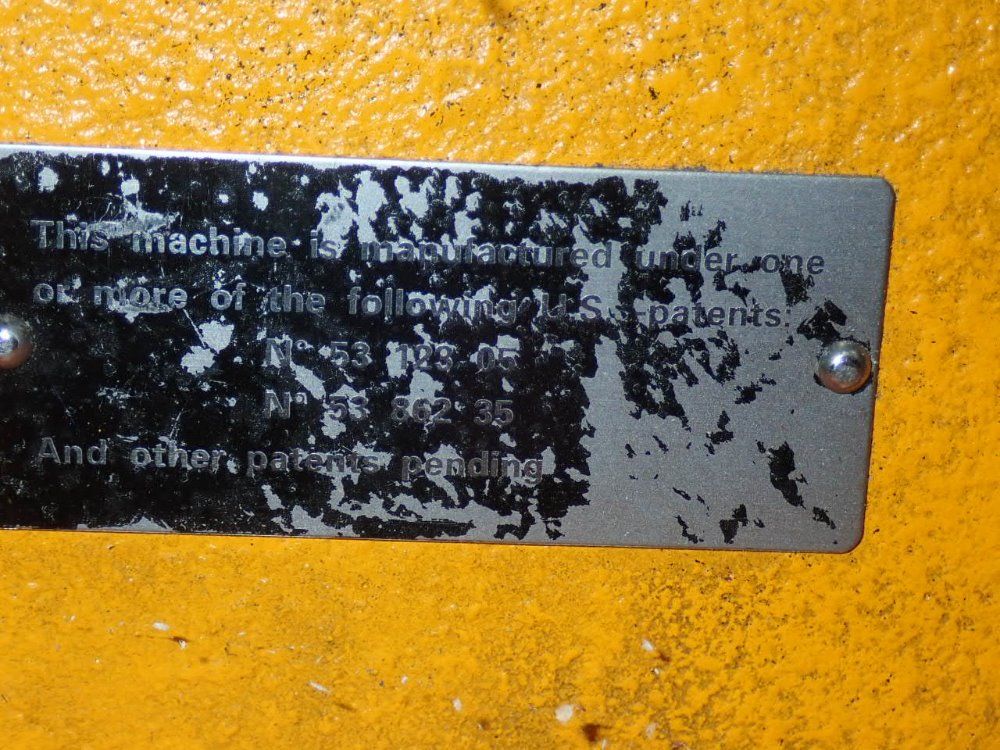 This machine is manufactured under one
or more of the following U.S. patents:
N° 53 123 05
N° 53 862 35
And other patents pending